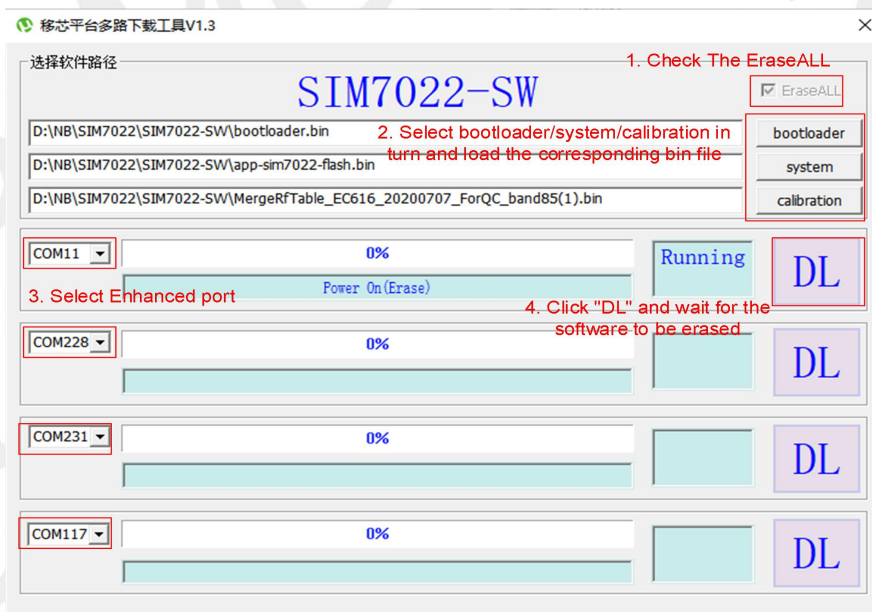 移芯平台多路下载工具V1.3
选择软件路径
1. Check The EraseALL
SIM7022-SW
EraseALL
D:\NB\SIM7022\SIM7022-SW\bootloader.bin
2. Select bootloader/system/calibration in
turn and load the corresponding bin file
bootloader
D:\NB\SIM7022\SIM7022-SW\app-sim7022-flash.bin
system
D:\NB\SIM7022\SIM7022-SW\MergeRfTable_EC616_20200707_ForQC_band85(1).bin
calibration
COM11
0%
Running
DL
Power On(Erase)
3. Select Enhanced port
4. Click "DL" and wait for the
software to be erased
COM228
0%
DL
COM231
0%
DL
COM117
0%
DL